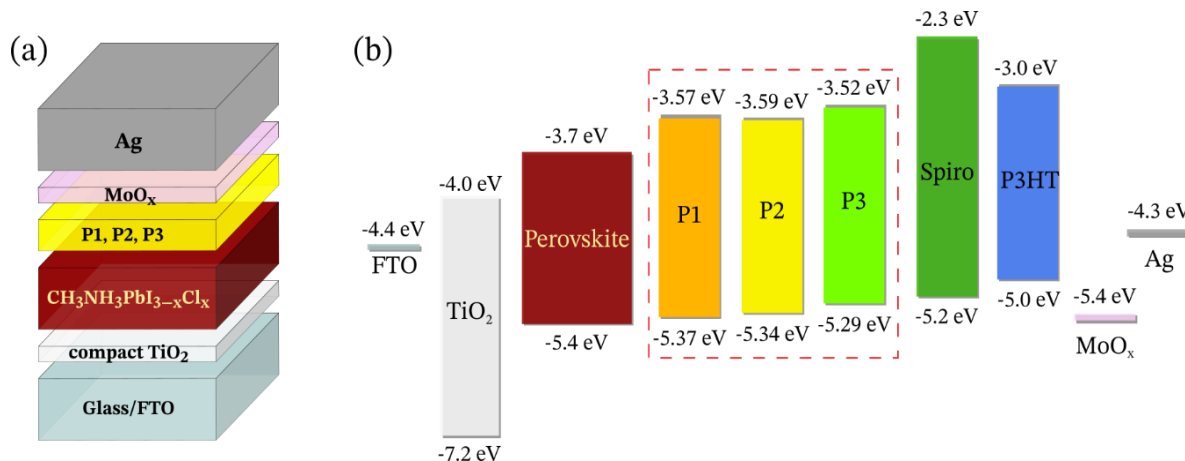 (a)
Ag
MoOₓ
P1, P2, P3
CH₃NH₃PbI₃₋ₓClₓ
compact TiO₂
Glass/FTO
(b)
-4.4 eV
FTO
-4.0 eV
TiO₂
-7.2 eV
-3.7 eV
Perovskite
-5.4 eV
-3.57 eV
P1
-5.37 eV
-3.59 eV
P2
-5.34 eV
-3.52 eV
P3
-5.29 eV
-2.3 eV
Spiro
-5.2 eV
-3.0 eV
P3HT
-5.0 eV
-5.4 eV
MoOₓ
-4.3 eV
Ag